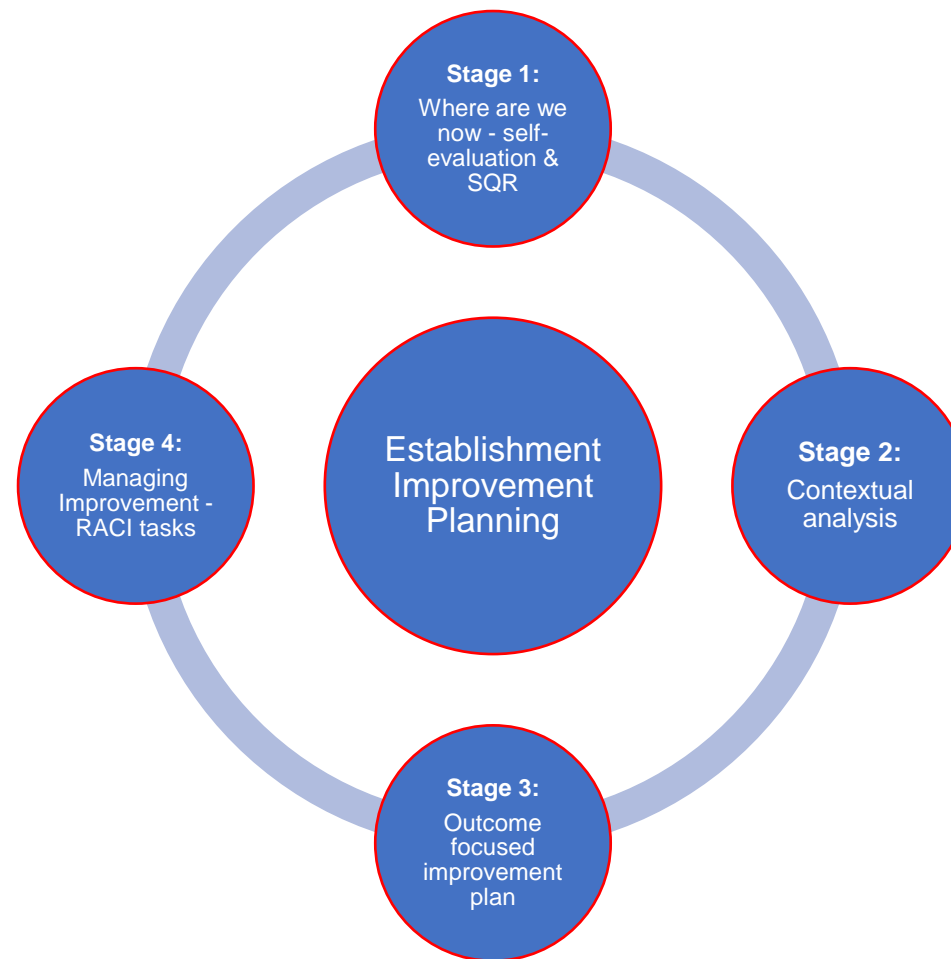 Stage 1:
Where are we
now - self-
evaluation &
SQR
Establishment
Improvement
Planning
Stage 2:
Contextual
analysis
Stage 3:
Outcome
focused
improvement
plan
Stage 4:
Managing
Improvement -
RACI tasks